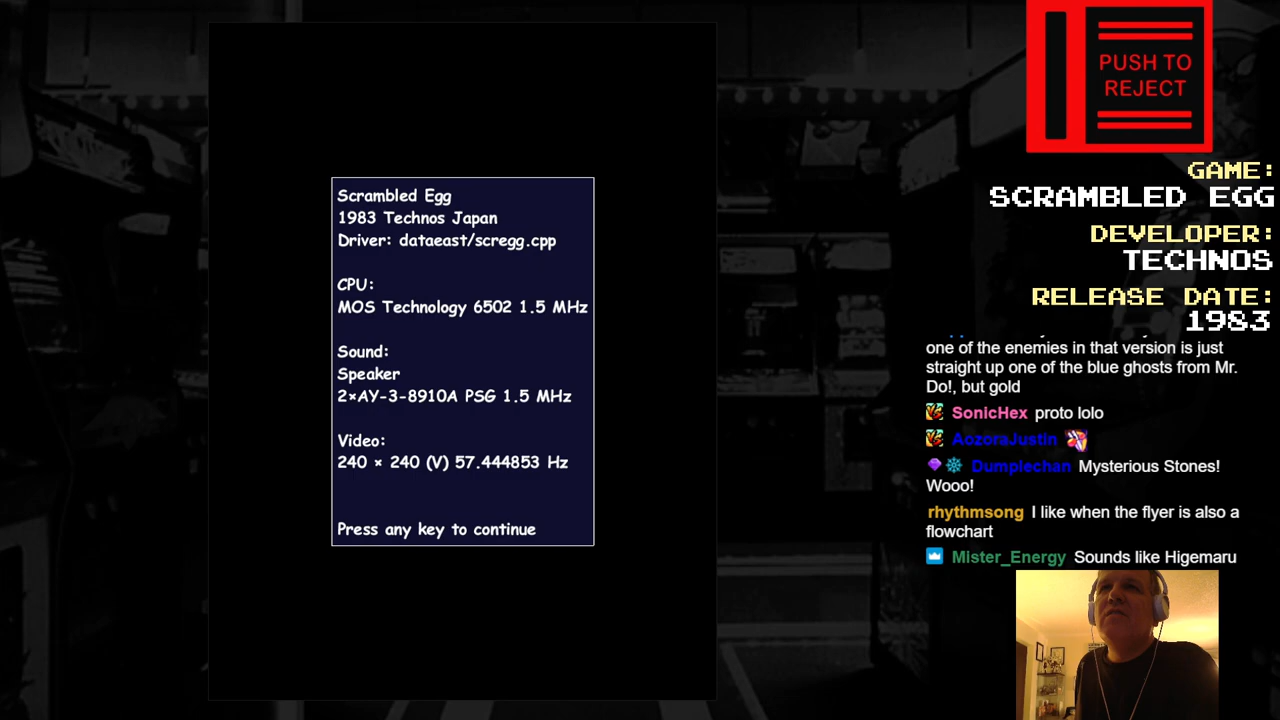 Scrambled Egg
1983 Technos Japan
Driver: dataeast/scregg.cpp
CPU:
MOS Technology 6502 1.5 MHz
Sound:
Speaker
2×AY-3-8910A PSG 1.5 MHz
Video:
240 × 240 (V) 57.444853 Hz
Press any key to continue
PUSH TO
REJECT
GAME:
SCRAMBLED EGG
DEVELOPER:
TECHNOS
RELEASE DATE:
1983
one of the enemies in that version is just
straight up one of the blue ghosts from Mr.
Do!, but gold
SonicHex proto lolo
AozoraJustin
Dumplechan Mysterious Stones!
Wooo!
rhythmsong I like when the flyer is also a
flowchart
Mister_Energy Sounds like Higemaru